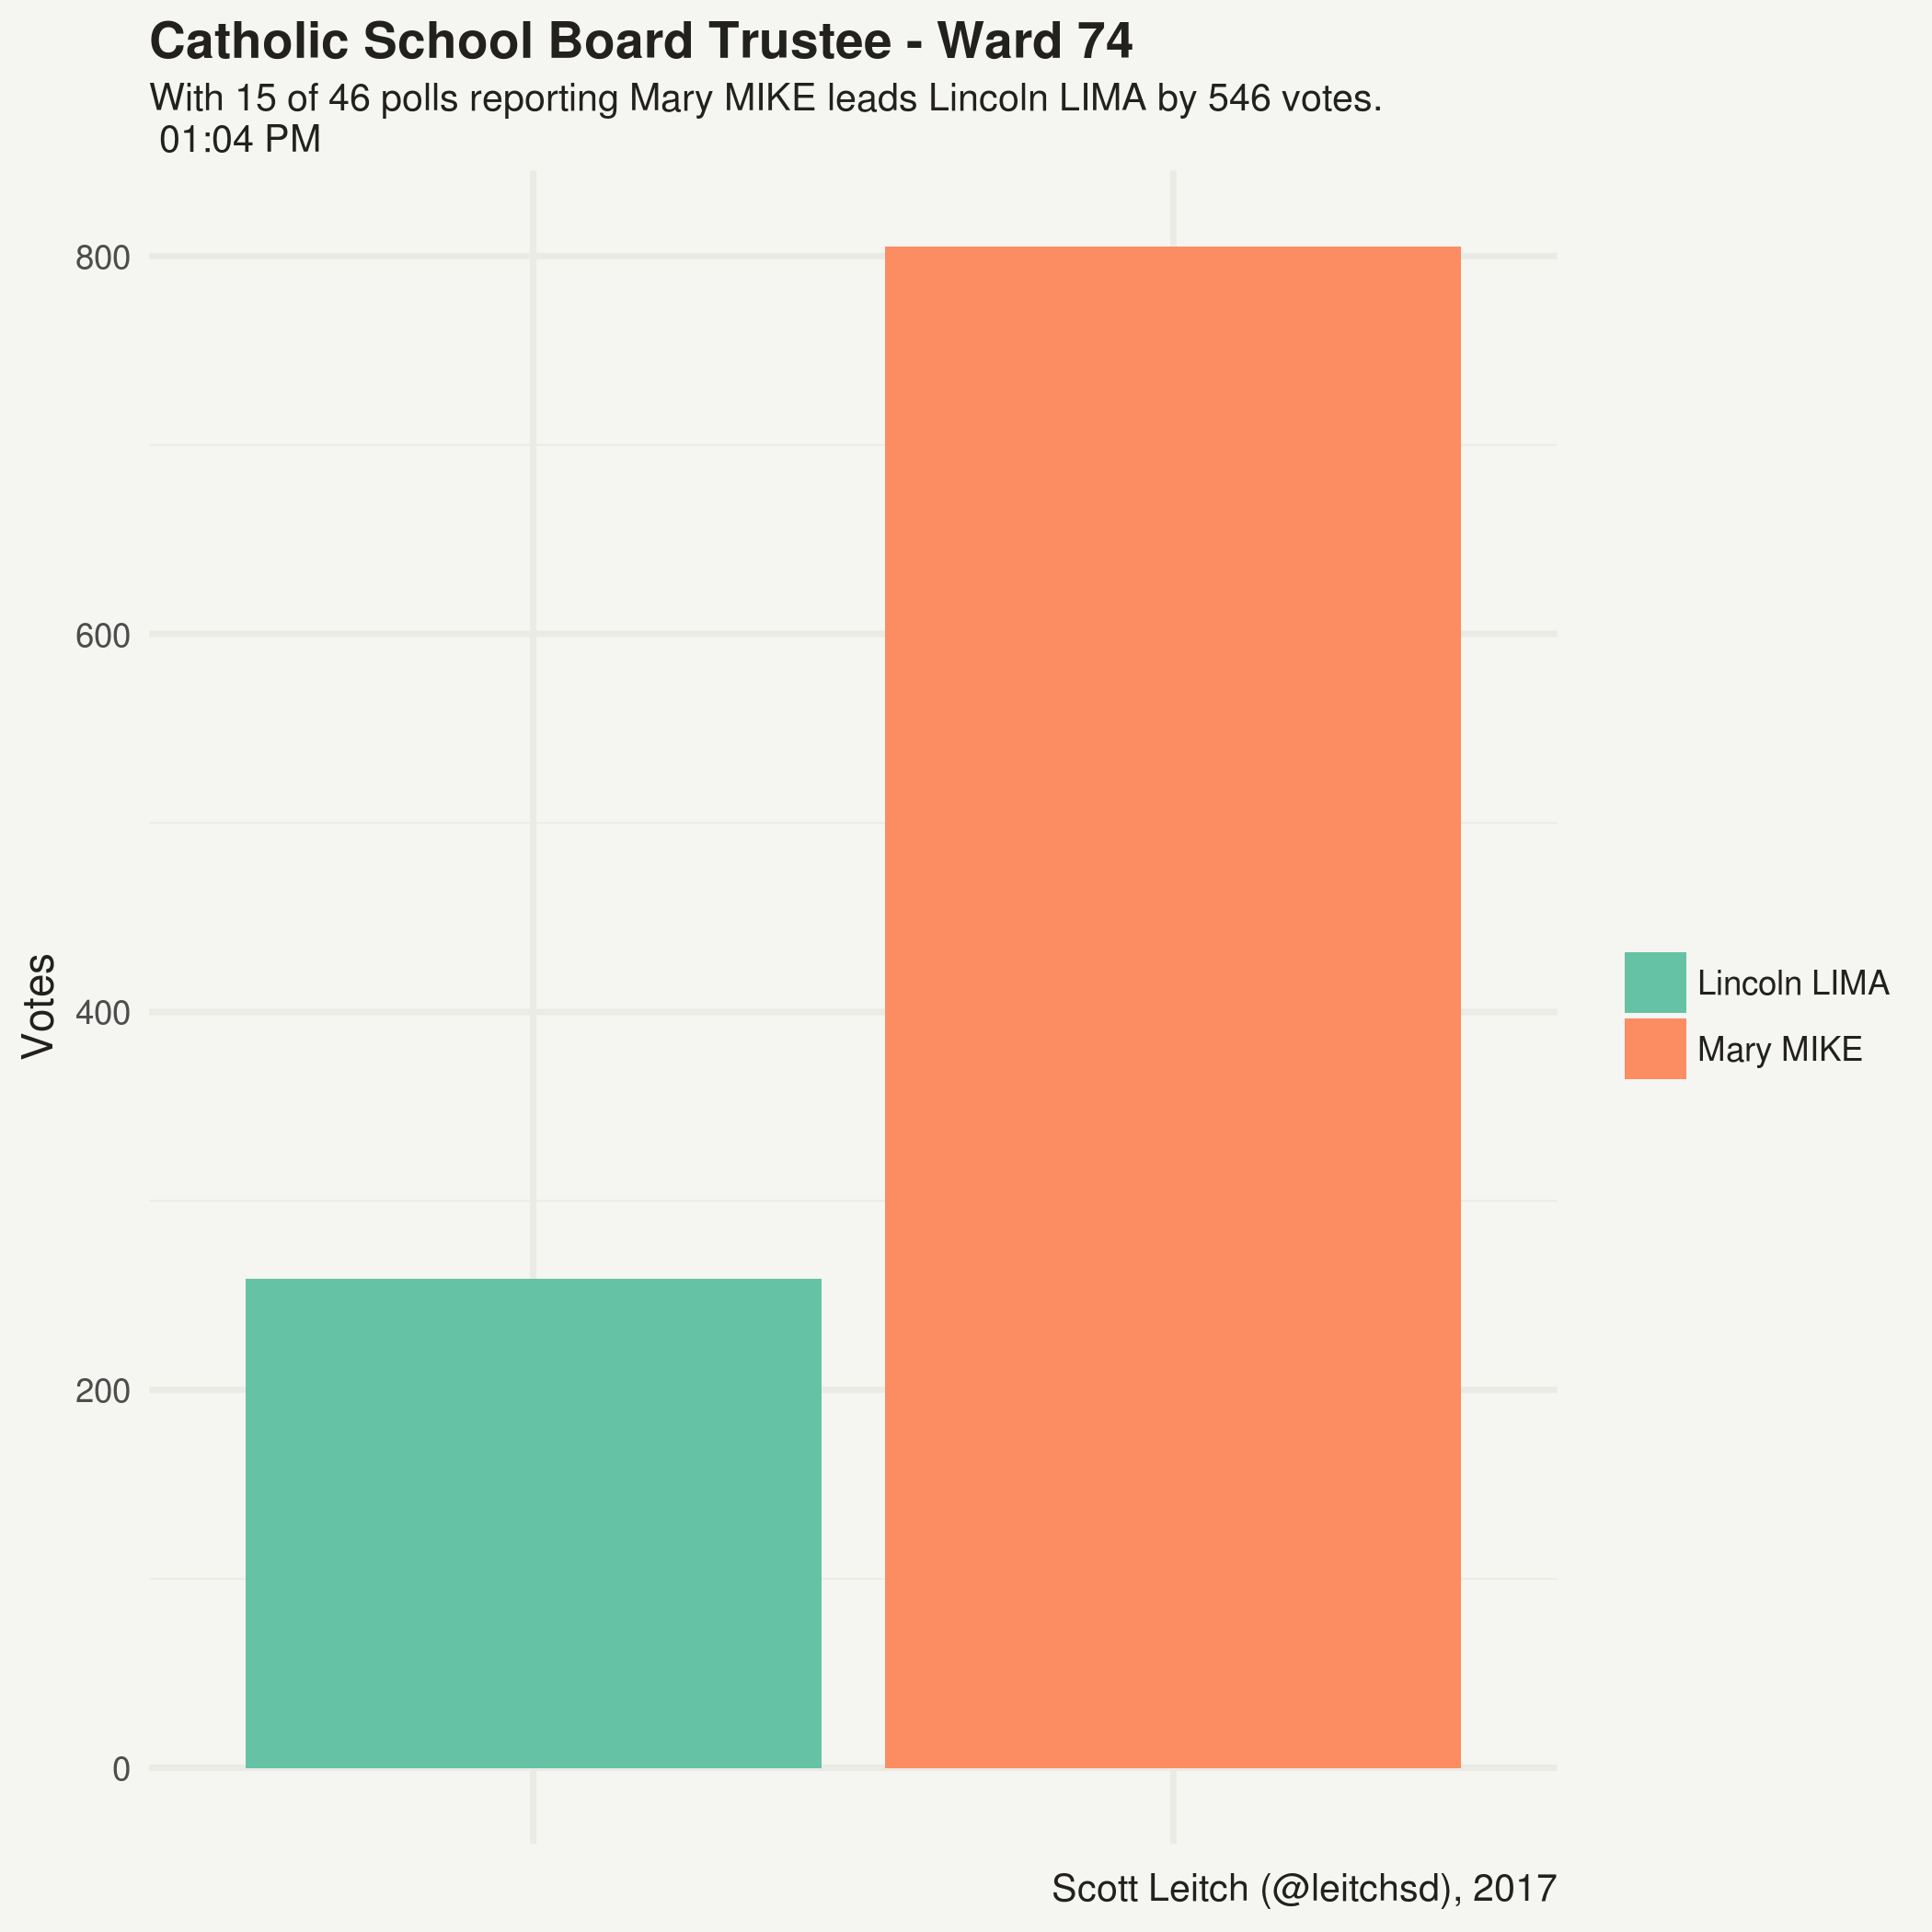 Catholic School Board Trustee - Ward 74
With 15 of 46 polls reporting Mary MIKE leads Lincoln LIMA by 546 votes.
01:04 PM
800
600
400
200
0
Votes
Lincoln LIMA
Mary MIKE
Scott Leitch (@leitchsd), 2017